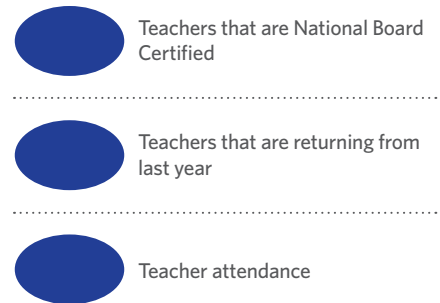 Teachers that are National Board
Certified
Teachers that are returning from
last year
Teacher attendance